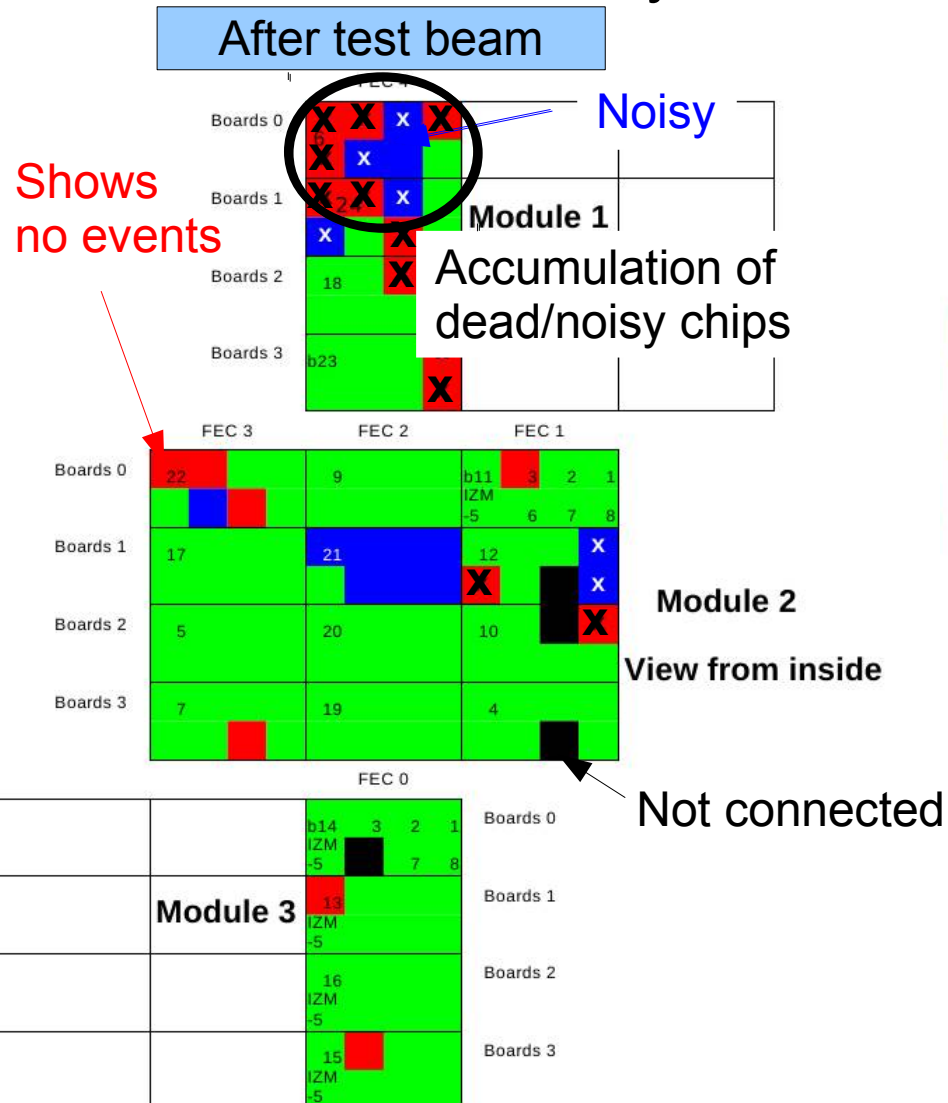 After test beam
Boards 0
X X x X
Noisy
X x
Shows
no events
Boards 1
X X x
Module 1
x X
Accumulation of
dead/noisy chips
Boards 2
18 X
Boards 3
b23
X
FEC 3 FEC 2 FEC 1
Boards 0
22 9 b11 3 2 1
IZM
-5 6 7 8
Boards 1
17 21 12 x
X x
Module 2
Boards 2
5 20 10 X
View from inside
Boards 3
7 19 4
FEC 0
Not connected
b14 3 2 1 Boards 0
IZM
-5 7 8
Module 3
13 Boards 1
IZM
-5
16 Boards 2
IZM
-5
15 Boards 3
IZM
-5